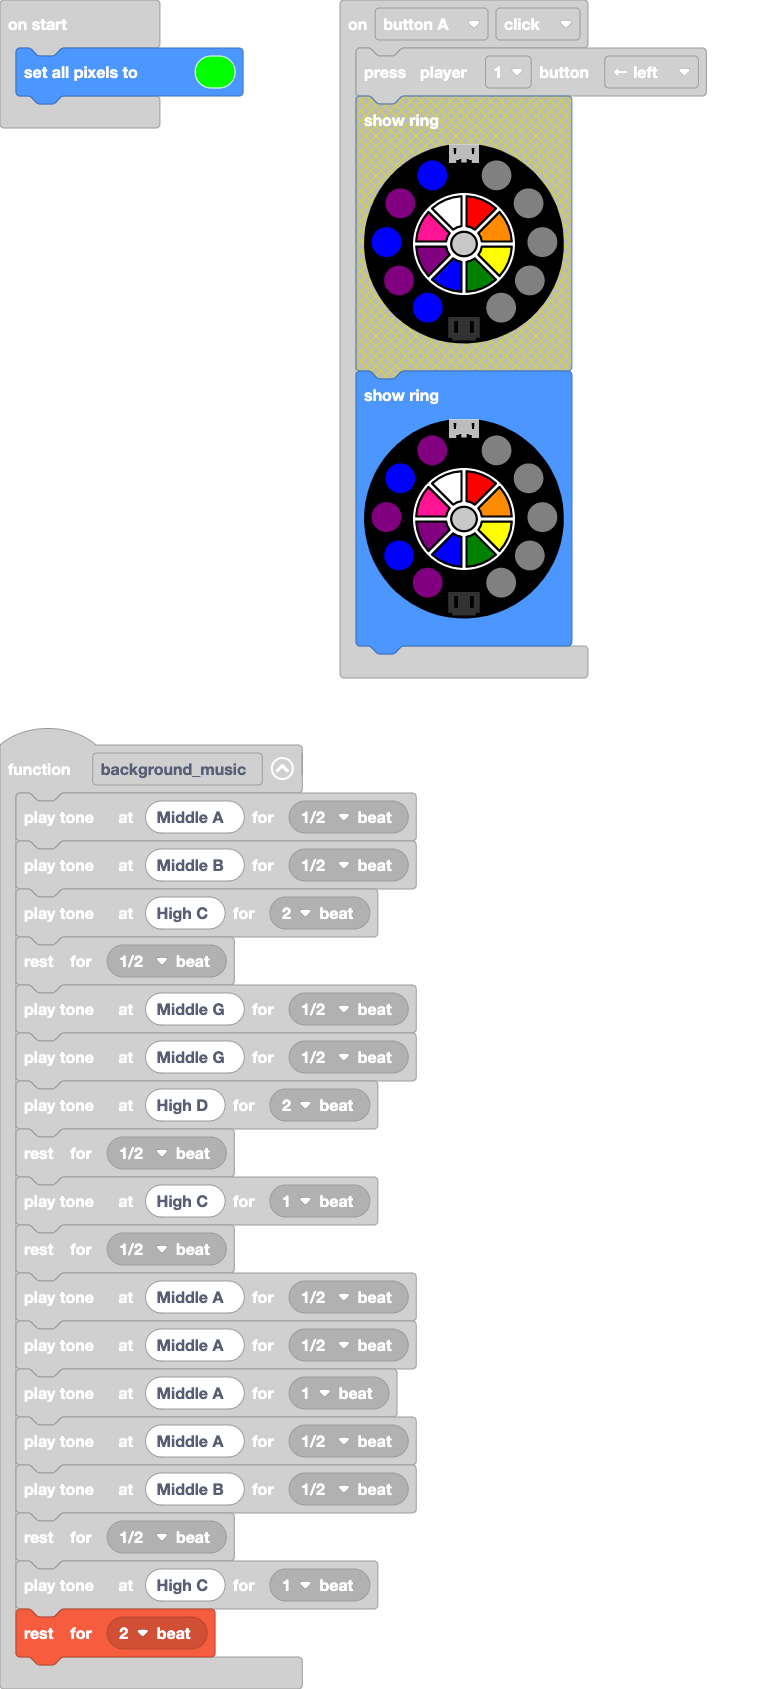 on start
set all pixels to
on button A click
press player 1 button ← left
show ring
show ring
function background_music
play tone at Middle A for 1/2 beat
play tone at Middle B for 1/2 beat
play tone at High C for 2 beat
rest for 1/2 beat
play tone at Middle G for 1/2 beat
play tone at Middle G for 1/2 beat
play tone at High D for 2 beat
rest for 1/2 beat
play tone at High C for 1 beat
rest for 1/2 beat
play tone at Middle A for 1/2 beat
play tone at Middle A for 1/2 beat
play tone at Middle A for 1 beat
play tone at Middle A for 1/2 beat
play tone at Middle B for 1/2 beat
rest for 1/2 beat
play tone at High C for 1 beat
rest for 2 beat